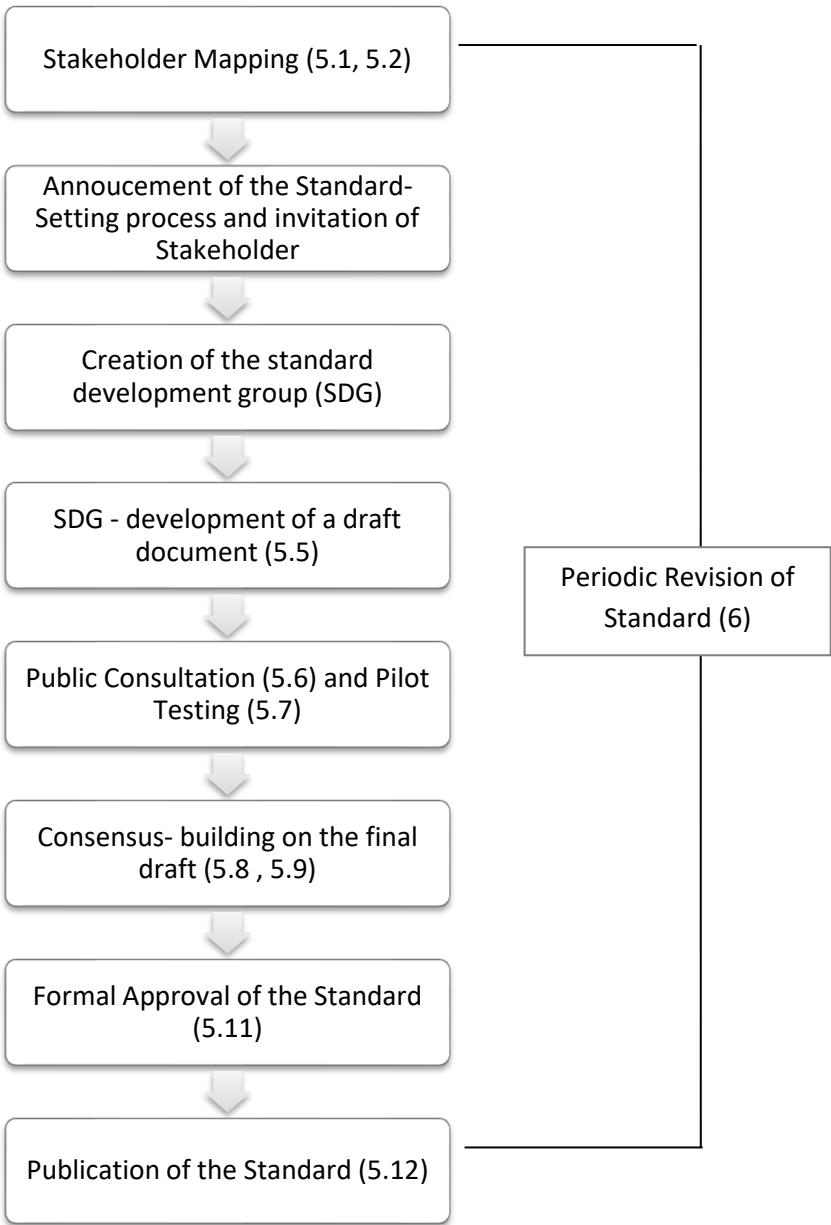 Stakeholder Mapping (5.1, 5.2)
Annoucement of the Standard-
Setting process and invitation of
Stakeholder
Creation of the standard
development group (SDG)
SDG - development of a draft
document (5.5)
Periodic Revision of
Standard (6)
Public Consultation (5.6) and Pilot
Testing (5.7)
Consensus- building on the final
draft (5.8 , 5.9)
Formal Approval of the Standard
(5.11)
Publication of the Standard (5.12)